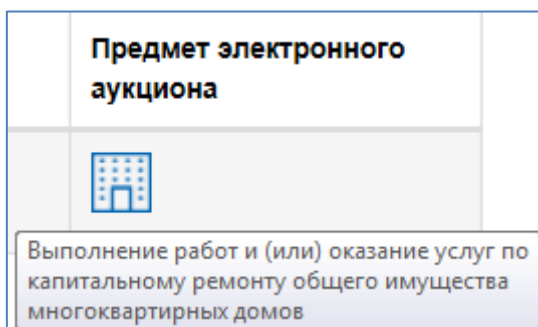 Предмет электронного
аукциона
Выполнение работ и (или) оказание услуг по
капитальному ремонту общего имущества
многоквартирных домов